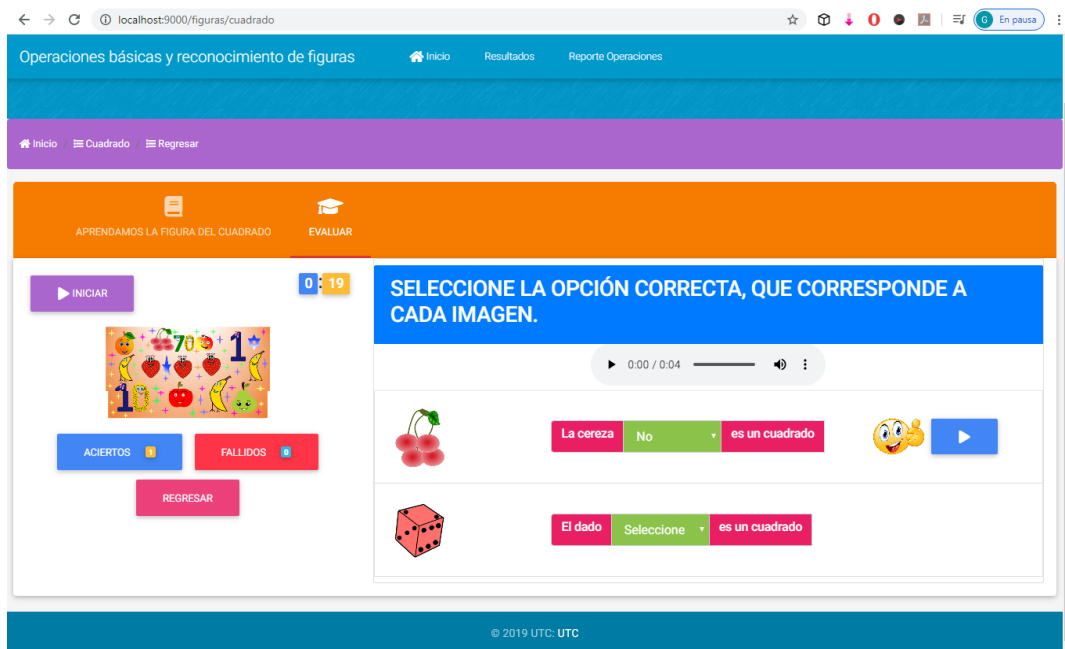 localhost:9000/figuras/cuadrado
G En pausa
Operaciones básicas y reconocimiento de figuras
Inicio
Resultados
Reporte Operaciones
Inicio / Cuadrado / Regresar
APRENDAMOS LA FIGURA DEL CUADRADO
EVALUAR
INICIAR
0 : 19
70
1
10
ACIERTOS 1
FALLIDOS 0
REGRESAR
SELECCIONE LA OPCIÓN CORRECTA, QUE CORRESPONDE A
CADA IMAGEN.
0:00 / 0:04
La cereza No es un cuadrado
El dado Seleccione es un cuadrado
© 2019 UTC: UTC